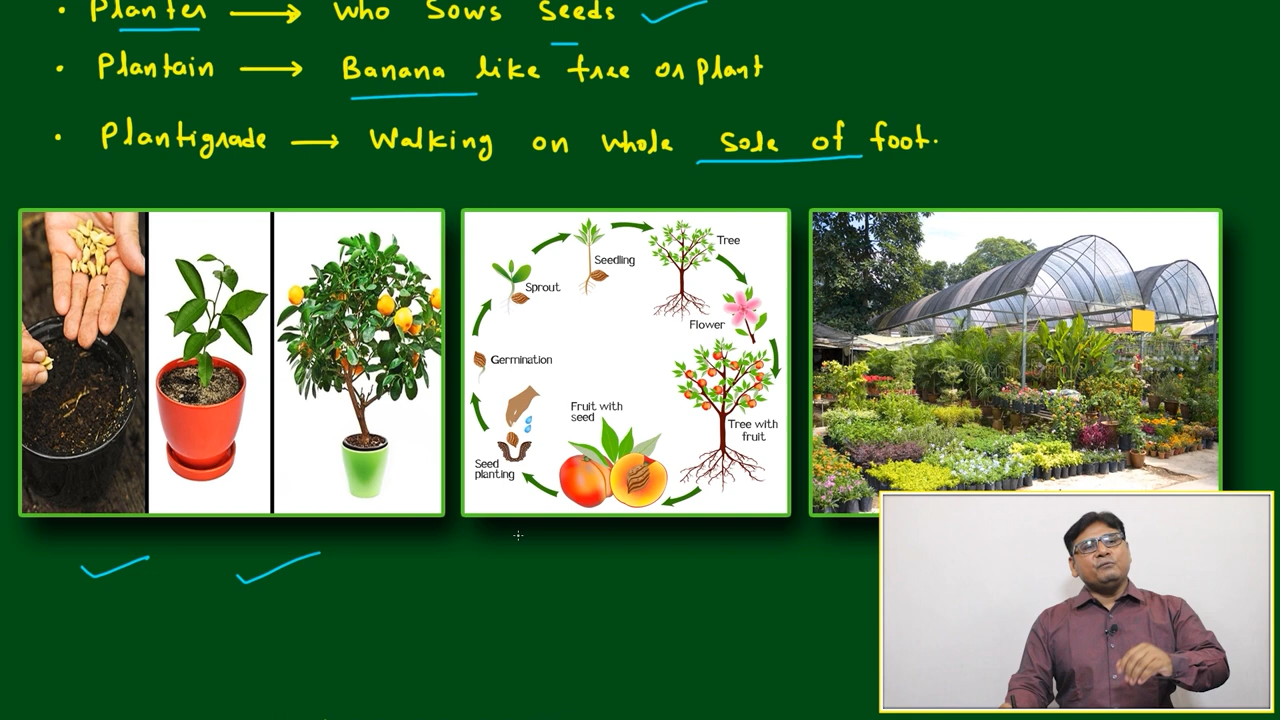 • Planter → who Sows Seeds
• Plantain → Banana like tree or plant
• Plantigrade → Walking on whole Sole of foot.
Tree
Seedling
Sprout
Flower
Germination
Fruit with
seed
Tree with
fruit
Seed
planting